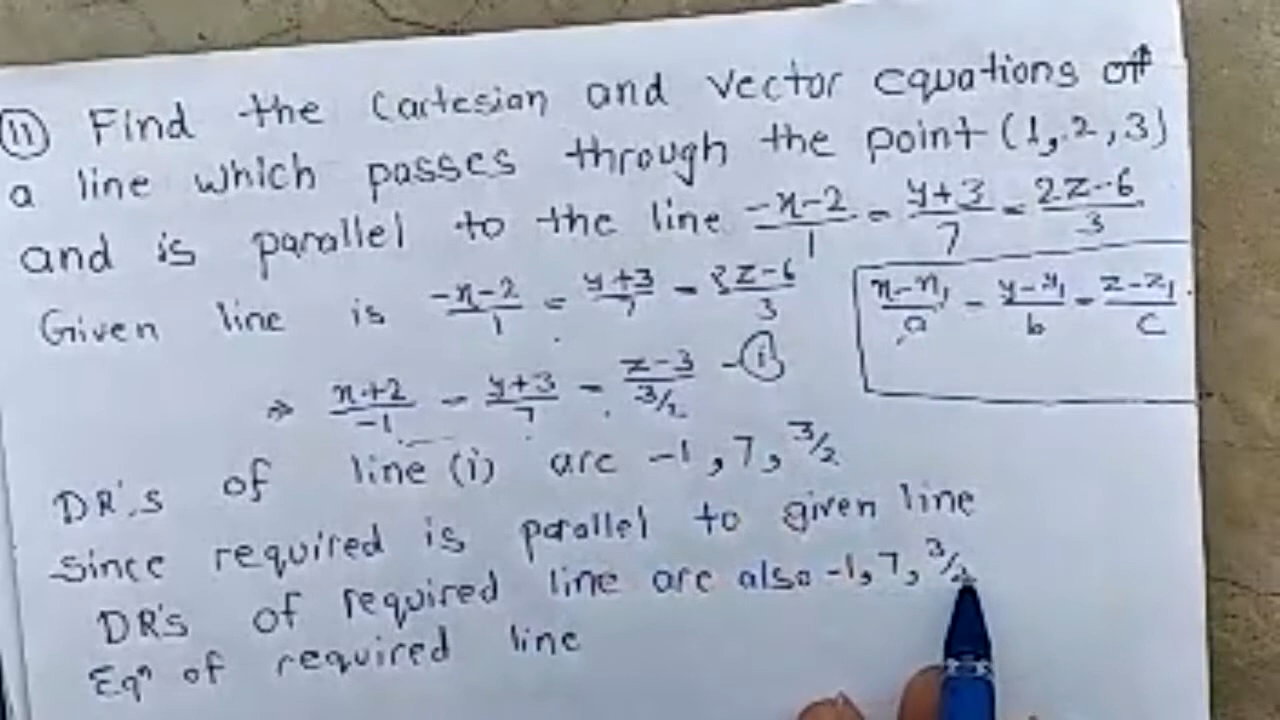 (11) Find the Cartesian and vector equations of
a line which passes through the point (1, 2, 3)
and is parallel to the line (-x-2)/1 = (y+3)/7 = (2z-6)/3
Given line is (-x-2)/1 = (y+3)/7 = (2z-6)/3
(x-x₁)/a = (y-y₁)/b = (z-z₁)/c
⇒ (x+2)/-1 = (y+3)/7 = (z-3)/(3/2) - (i)
DR's of line (i) are -1, 7, 3/2
since required is parallel to given line
DR's of required line are also -1, 7, 3/2
Eqⁿ of required line